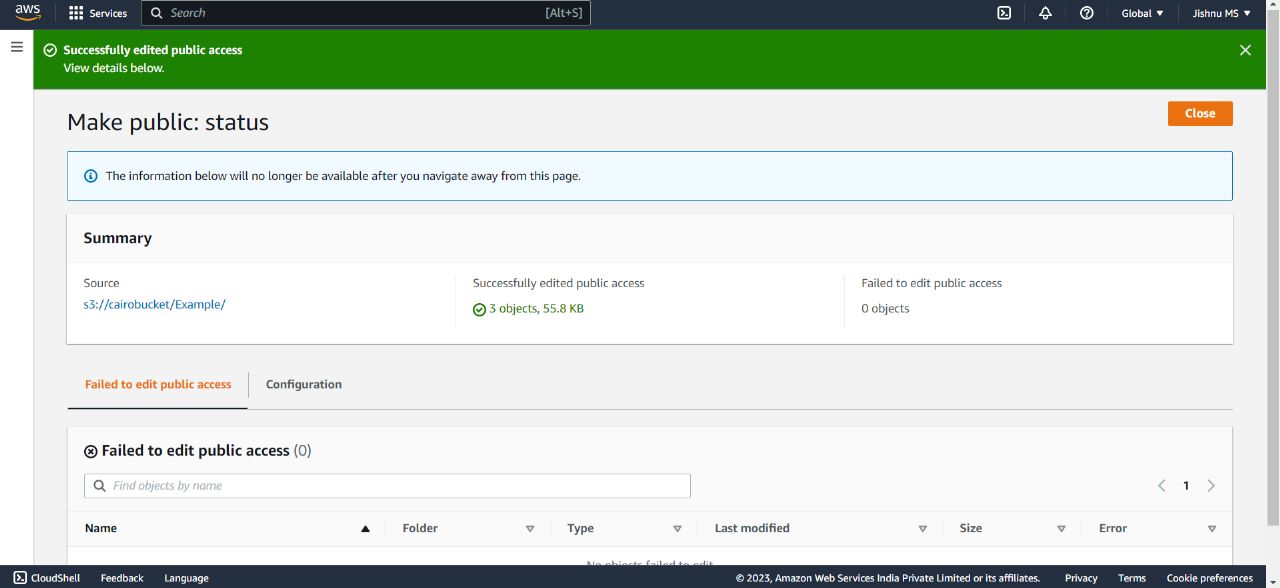 aws
Services
Search
[Alt+S]
Global
Jishnu MS
Successfully edited public access
View details below.
Make public: status
Close
The information below will no longer be available after you navigate away from this page.
Summary
Source
s3://cairobucket/Example/
Successfully edited public access
3 objects, 55.8 KB
Failed to edit public access
0 objects
Failed to edit public access
Configuration
Failed to edit public access (0)
Find objects by name
1
Name
Folder
Type
Last modified
Size
Error
No objects failed to edit
CloudShell
Feedback
Language
© 2023, Amazon Web Services India Private Limited or its affiliates.
Privacy
Terms
Cookie preferences